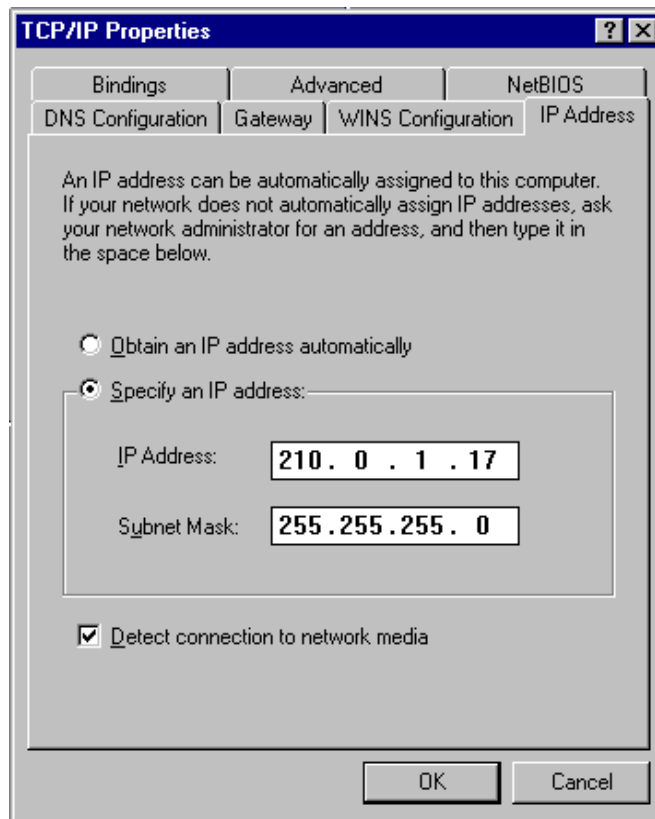 TCP/IP Properties
Bindings Advanced NetBIOS
DNS Configuration Gateway WINS Configuration IP Address
An IP address can be automatically assigned to this computer.
If your network does not automatically assign IP addresses, ask
your network administrator for an address, and then type it in
the space below.
Obtain an IP address automatically
Specify an IP address:
IP Address: 210. 0 . 1 . 17
Subnet Mask: 255.255.255. 0
Detect connection to network media
OK Cancel